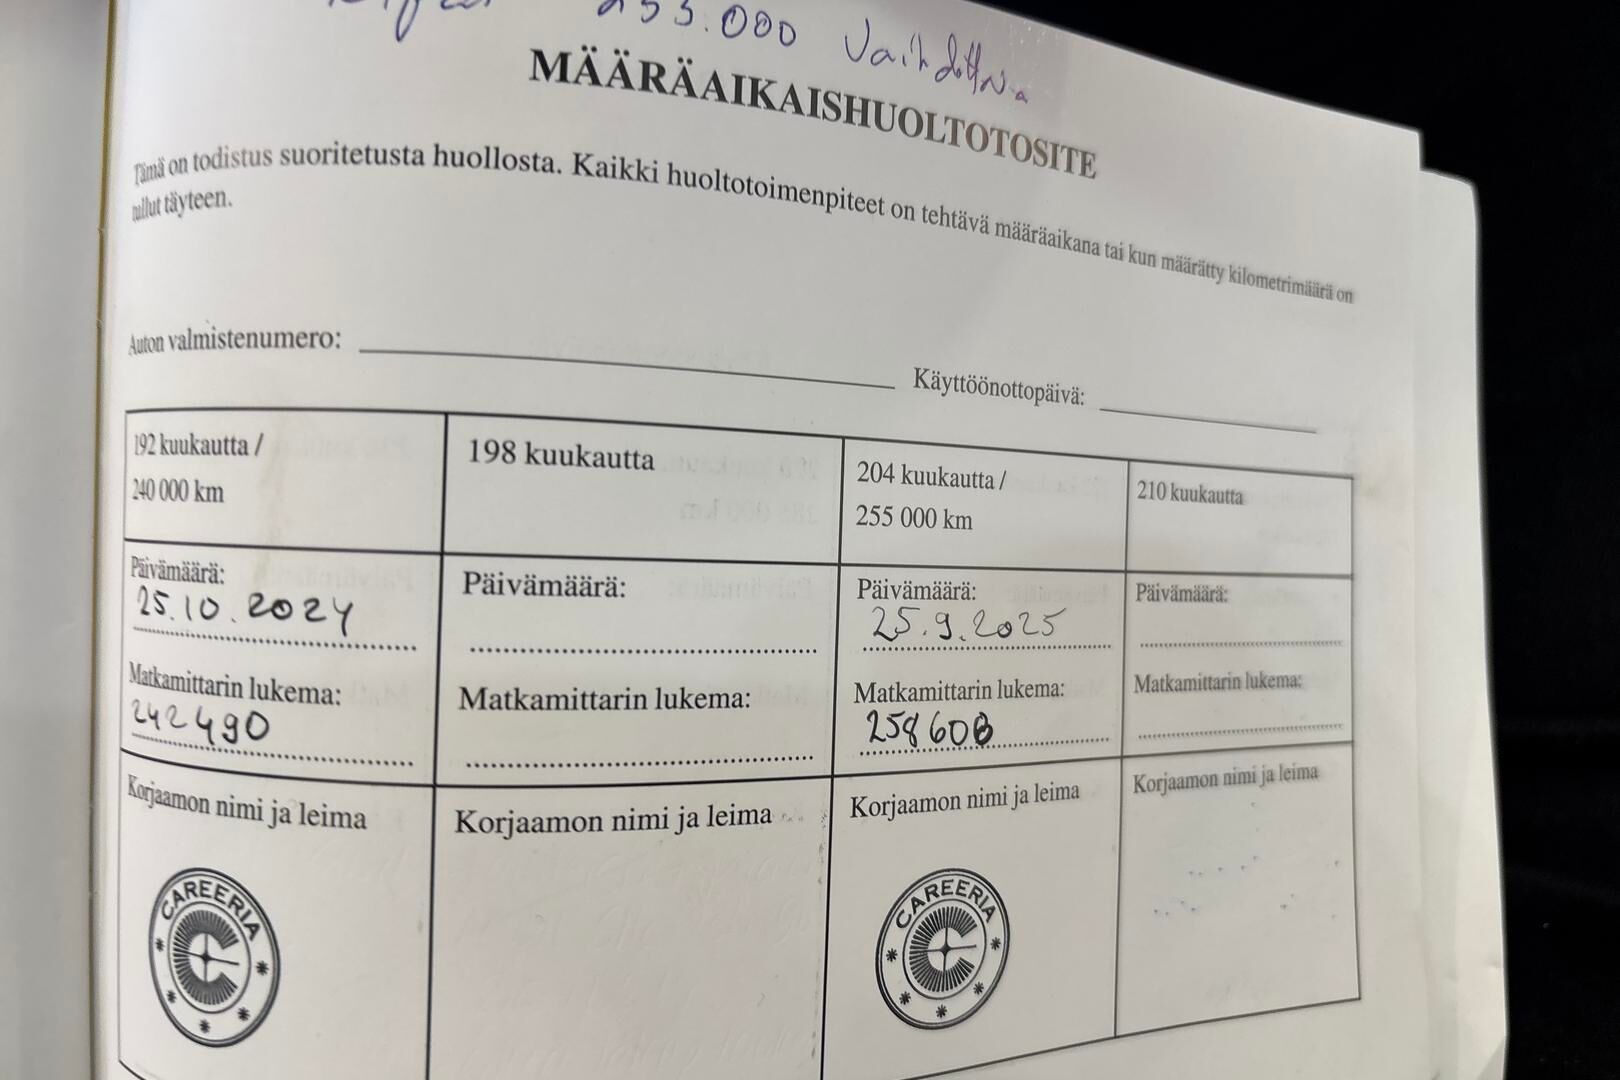 255.000 Vaihdettu
MÄÄRÄAIKAISHUOLTOTOSITE
Tämä on todistus suoritetusta huollosta. Kaikki huoltotoimenpiteet on tehtävä määräaikana tai kun määrätty kilometrimäärä on
tullut täyteen.
Auton valmistenumero:
Käyttöönottopäivä:
192 kuukautta /
240 000 km
198 kuukautta
204 kuukautta /
255 000 km
210 kuukautta
Päivämäärä:
25.10.2024
Päivämäärä:
Päivämäärä:
25.9.2025
Päivämäärä:
Matkamittarin lukema:
242490
Matkamittarin lukema:
Matkamittarin lukema:
258600
Matkamittarin lukema:
Korjaamon nimi ja leima
Korjaamon nimi ja leima
Korjaamon nimi ja leima
Korjaamon nimi ja leima
CAREERIA
CAREERIA